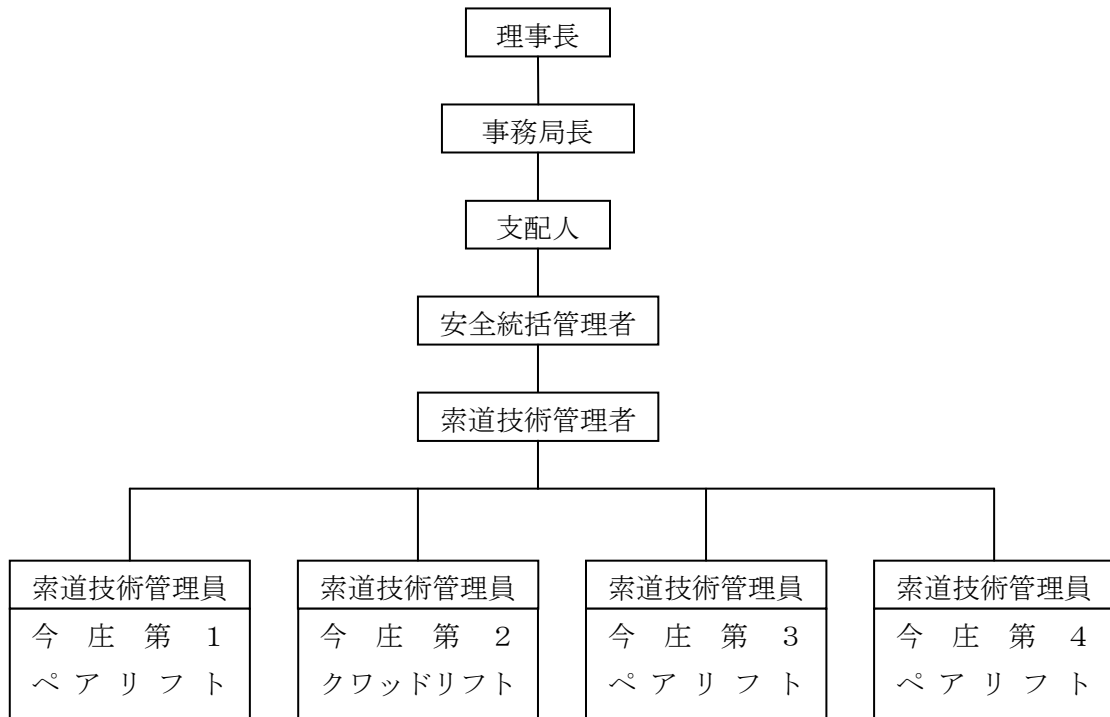 理事長
事務局長
支配人
安全統括管理者
索道技術管理者
索道技術管理員
今庄第１
ペアリフト
索道技術管理員
今庄第２
クワッドリフト
索道技術管理員
今庄第３
ペアリフト
索道技術管理員
今庄第４
ペアリフト